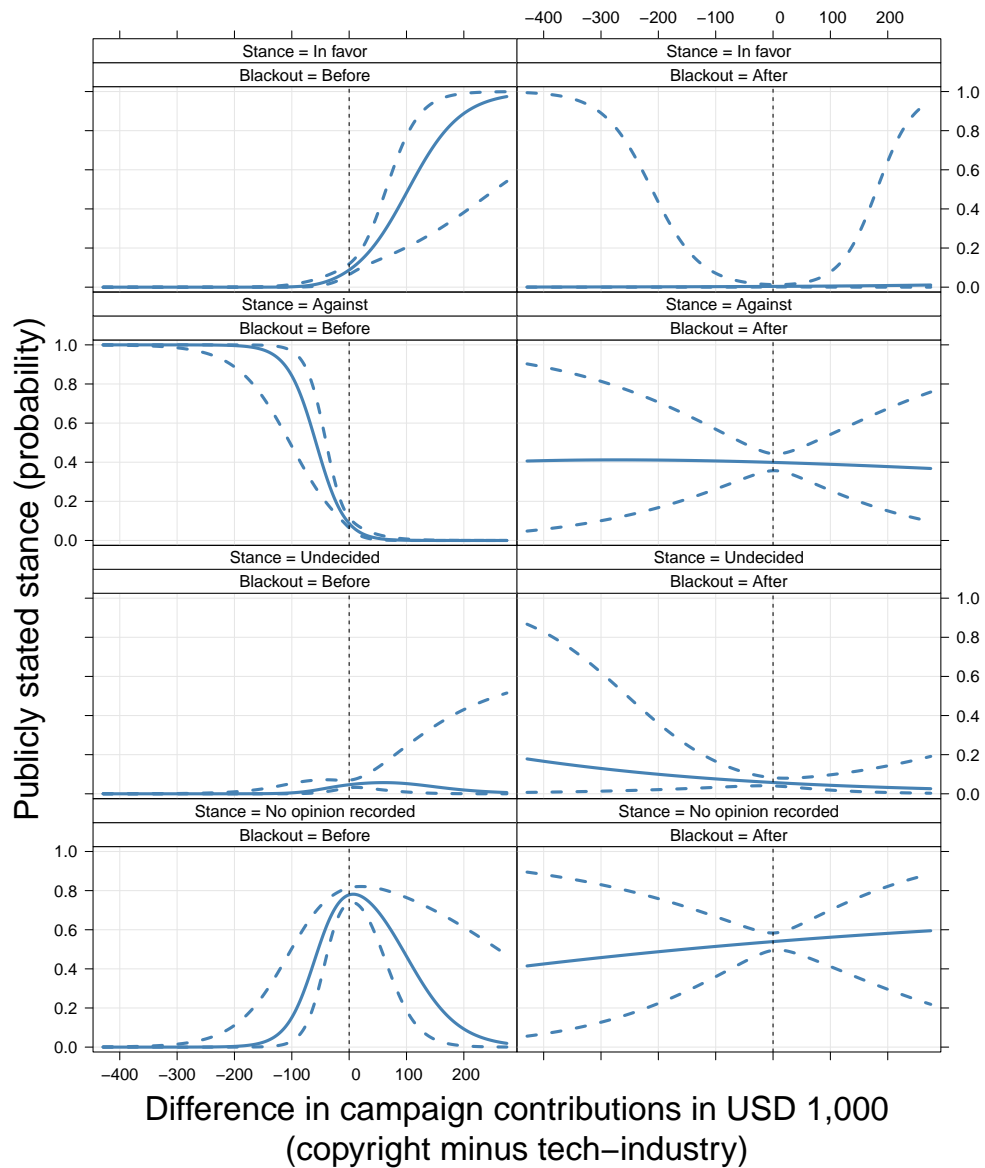 −400 −300 −200 −100 0 100 200
Stance = In favor
Stance = In favor
Blackout = Before
Blackout = After
1.0
0.8
0.6
0.4
0.2
0.0
Stance = Against
Stance = Against
Blackout = Before
Blackout = After
1.0
0.8
0.6
0.4
0.2
0.0
Stance = Undecided
Stance = Undecided
Blackout = Before
Blackout = After
1.0
0.8
0.6
0.4
0.2
0.0
Stance = No opinion recorded
Stance = No opinion recorded
Blackout = Before
Blackout = After
1.0
0.8
0.6
0.4
0.2
0.0
−400 −300 −200 −100 0 100 200
Publicly stated stance (probability)
Difference in campaign contributions in USD 1,000
(copyright minus tech−industry)